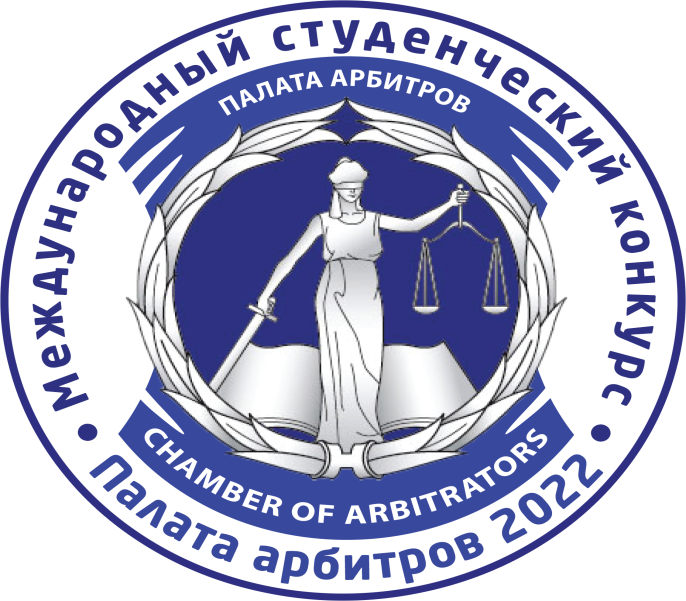 Международный студенческий конкурс
ПАЛАТА АРБИТРОВ
CHAMBER OF ARBITRATORS
Палата арбитров 2022